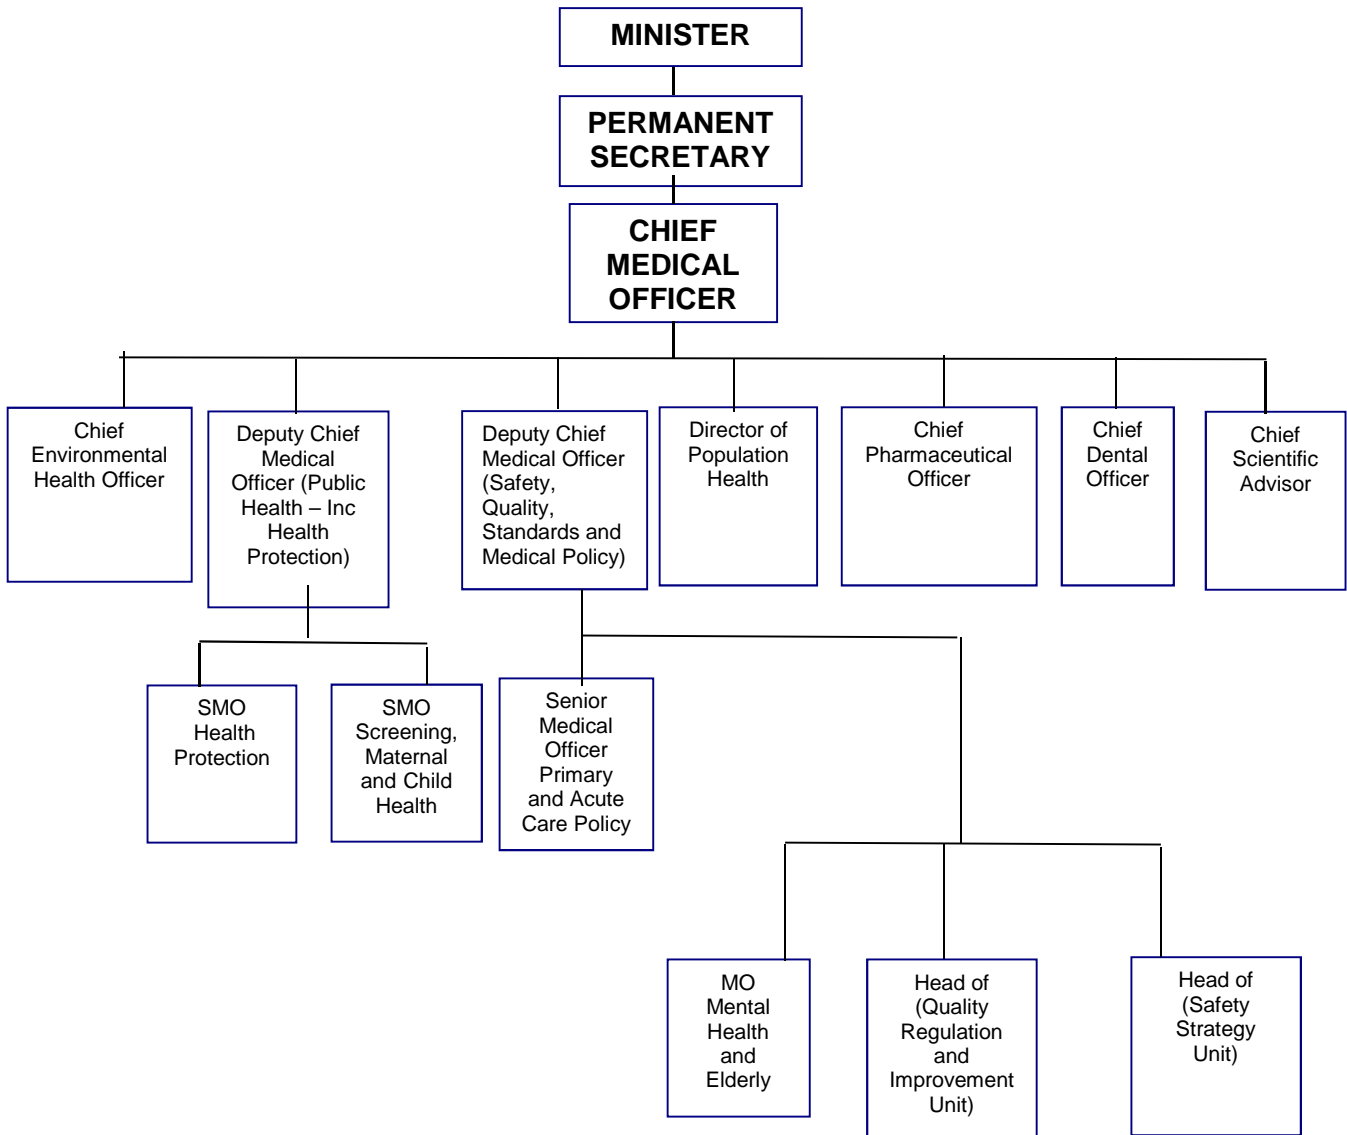 MINISTER
PERMANENT
SECRETARY
CHIEF
MEDICAL
OFFICER
Chief
Environmental
Health Officer
Deputy Chief
Medical
Officer (Public
Health – Inc
Health
Protection)
Deputy Chief
Medical Officer
(Safety,
Quality,
Standards and
Medical Policy)
Director of
Population
Health
Chief
Pharmaceutical
Officer
Chief
Dental
Officer
Chief
Scientific
Advisor
SMO
Health
Protection
SMO
Screening,
Maternal
and Child
Health
Senior
Medical
Officer
Primary
and Acute
Care Policy
MO
Mental
Health
and
Elderly
Head of
(Quality
Regulation
and
Improvement
Unit)
Head of
(Safety
Strategy
Unit)